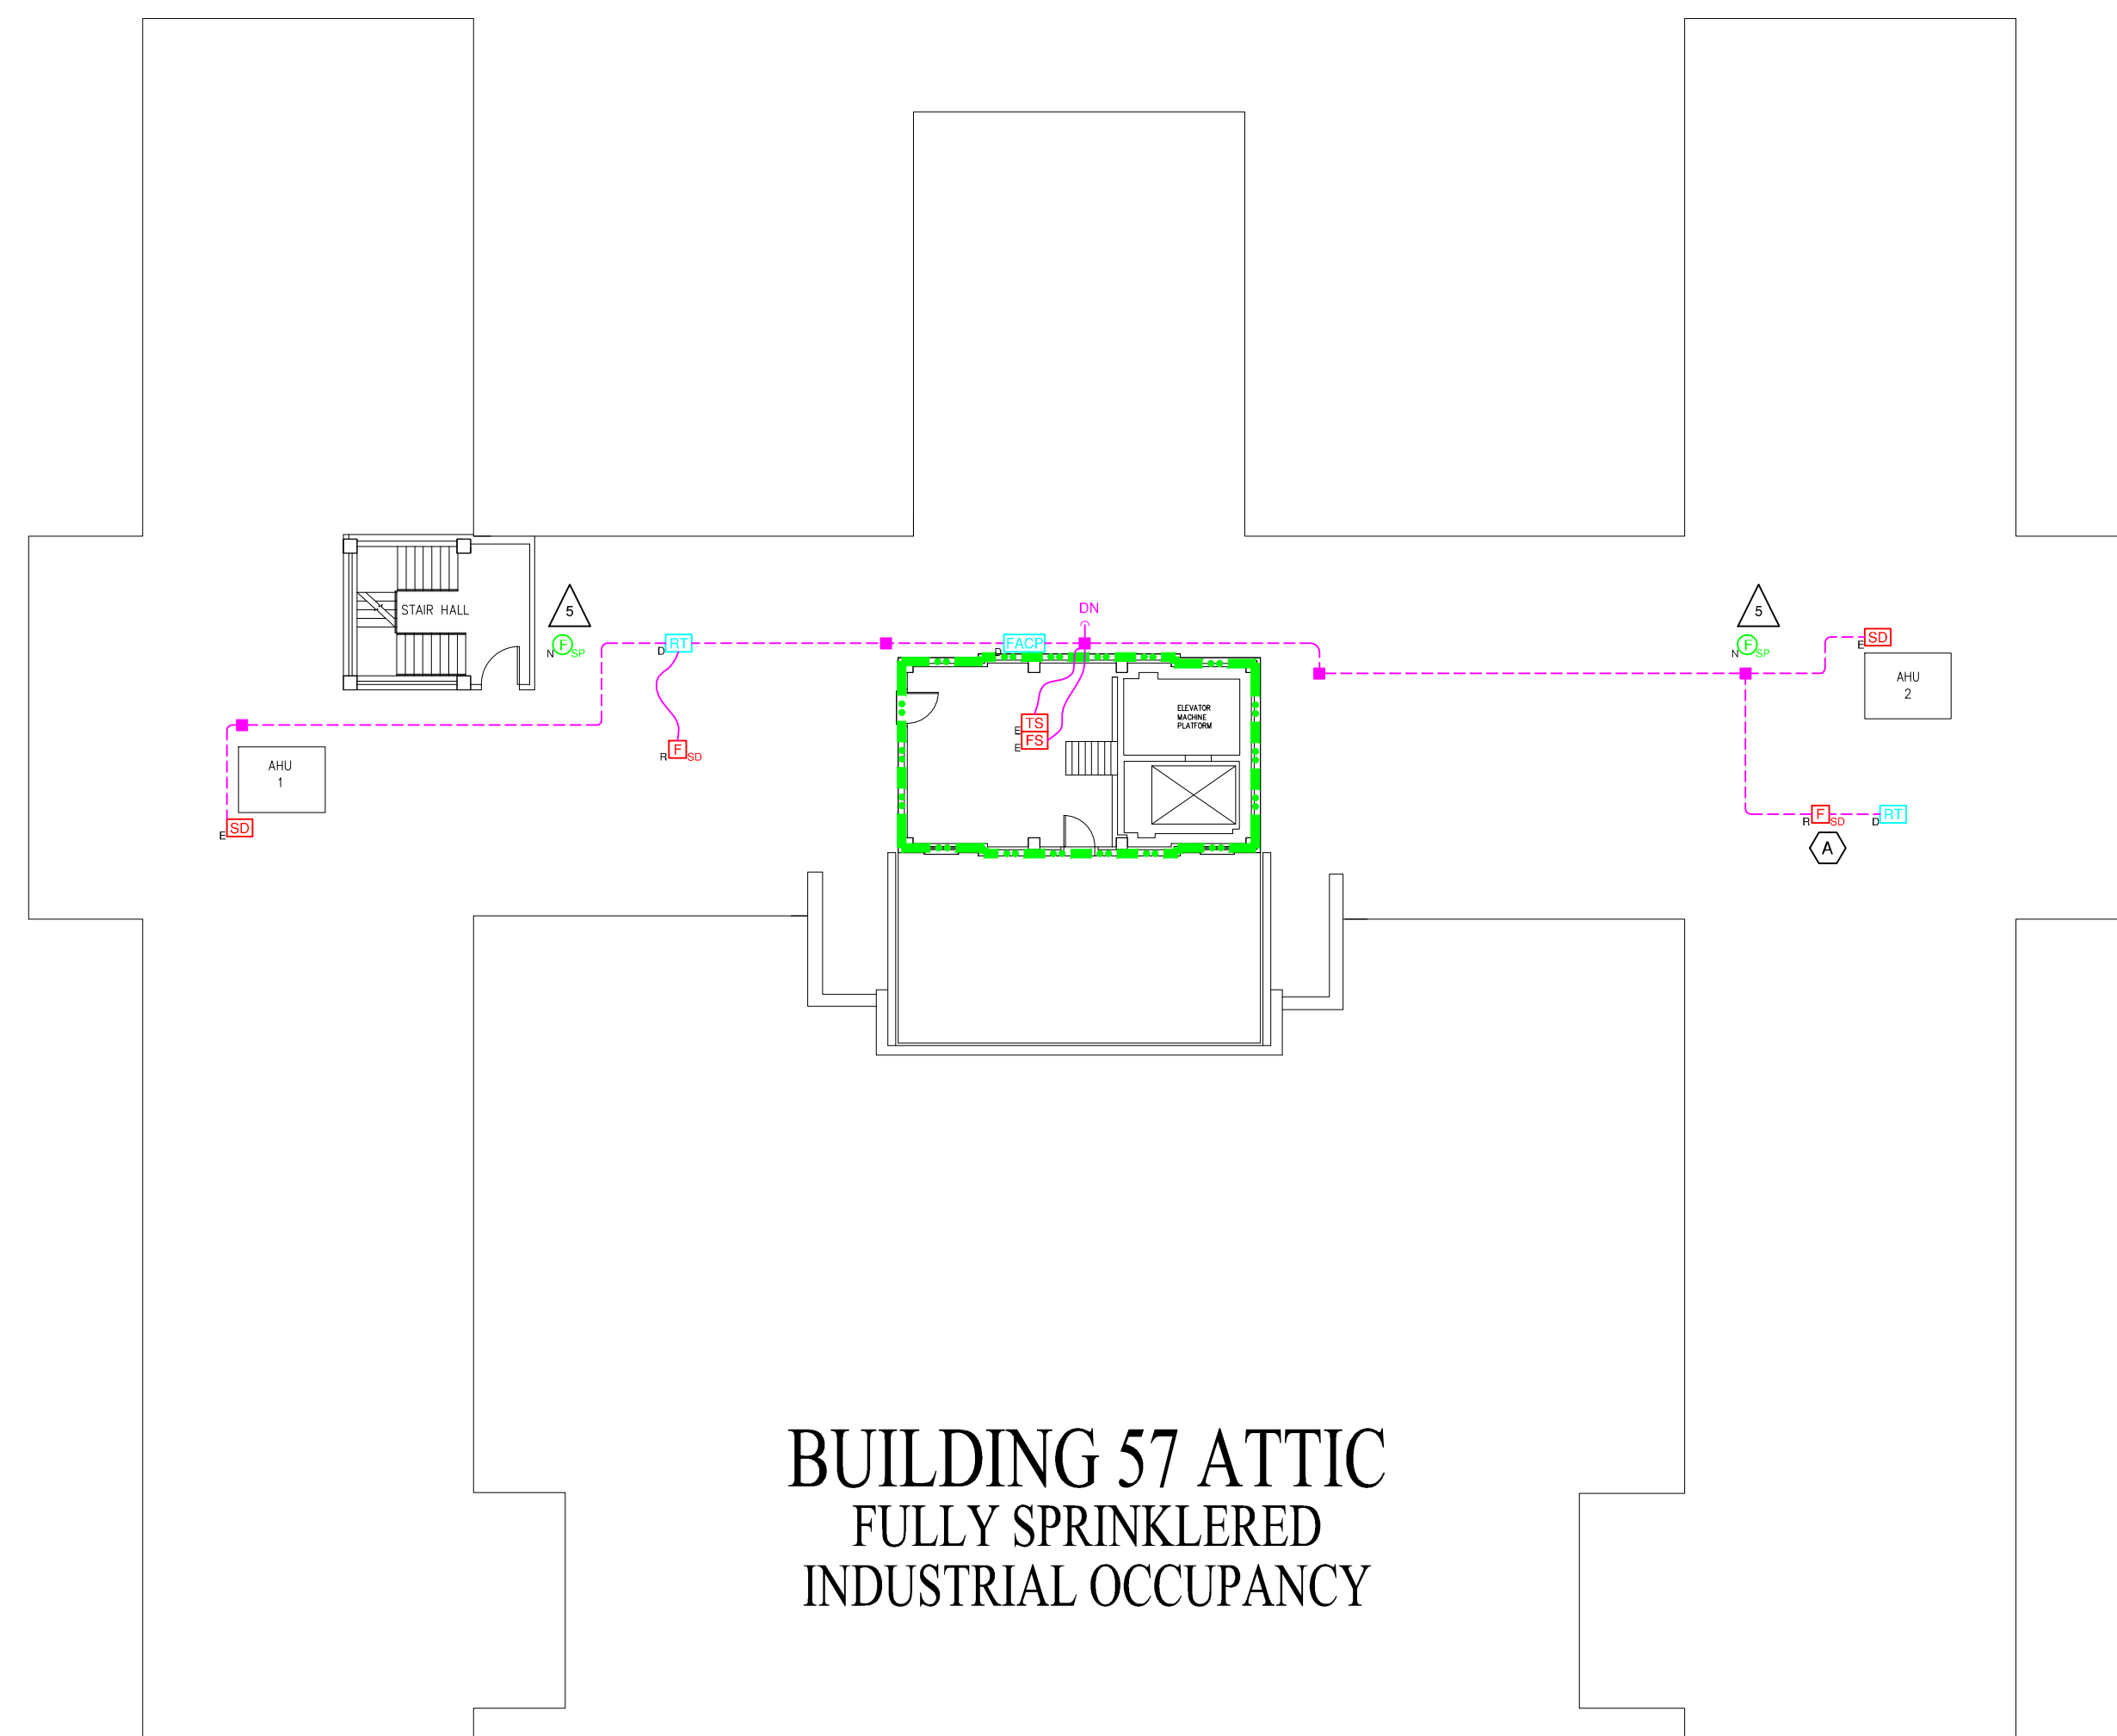 DN
5
5
STAIR HALL
F
N
SP
RT
D
FACP
D
F
N
SP
SD
E
AHU
2
ELEVATOR
MACHINE
PLATFORM
TS
E
FS
E
F
R
SD
AHU
1
SD
E
F
R
SD
RT
D
A
BUILDING 57 ATTIC
FULLY SPRINKLERED
INDUSTRIAL OCCUPANCY